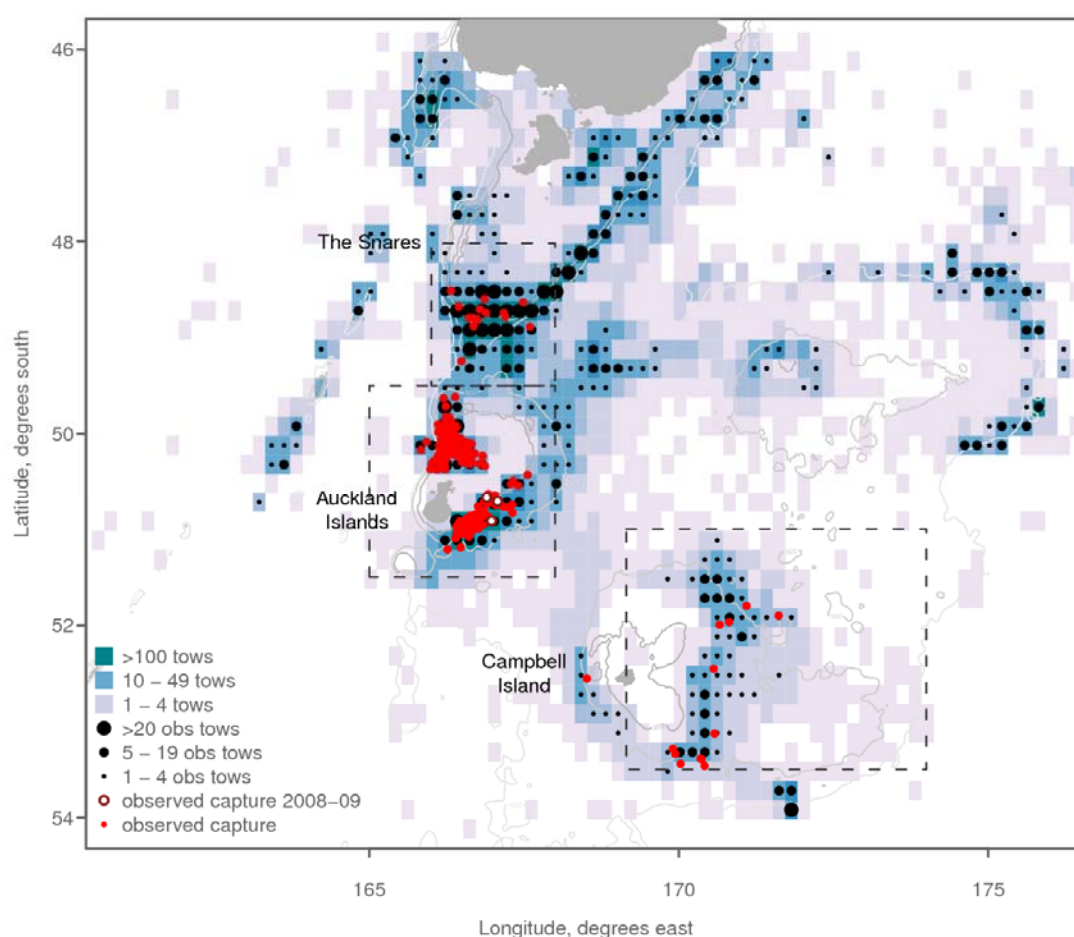 46
48
50
52
54
Latitude, degrees south
The Snares
Auckland
Islands
Campbell
Island
>100 tows
10 − 49 tows
1 − 4 tows
>20 obs tows
5 − 19 obs tows
1 − 4 obs tows
observed capture 2008−09
observed capture
165
170
175
Longitude, degrees east